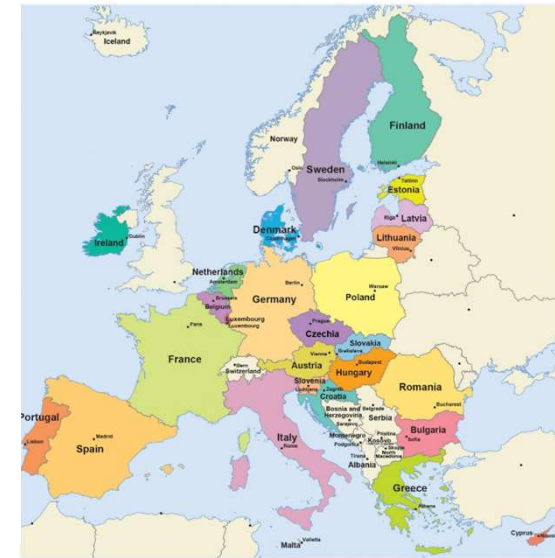 Reykjavik
Iceland
Finland
Norway
Helsinki
Oslo
Sweden
Stockholm
Tallinn
Estonia
Riga
Latvia
Denmark
Copenhagen
Lithuania
Vilnius
Dublin
Ireland
Netherlands
Amsterdam
Berlin
Warsaw
Germany
Poland
Brussels
Belgium
Luxembourg
Luxembourg
Prague
Czechia
Paris
Slovakia
Vienna
Bratislava
France
Bern
Switzerland
Austria
Budapest
Hungary
Slovenia
Ljubljana
Zagreb
Croatia
Romania
Bucharest
Bosnia and
Herzegovina
Sarajevo
Belgrade
Serbia
Portugal
Lisbon
Madrid
Spain
Italy
Rome
Montenegro
Podgorica
Pristina
Kosovo
Bulgaria
Sofia
Skopje
North
Macedonia
Tirana
Albania
Greece
Athens
Malta
Valletta
Cyprus